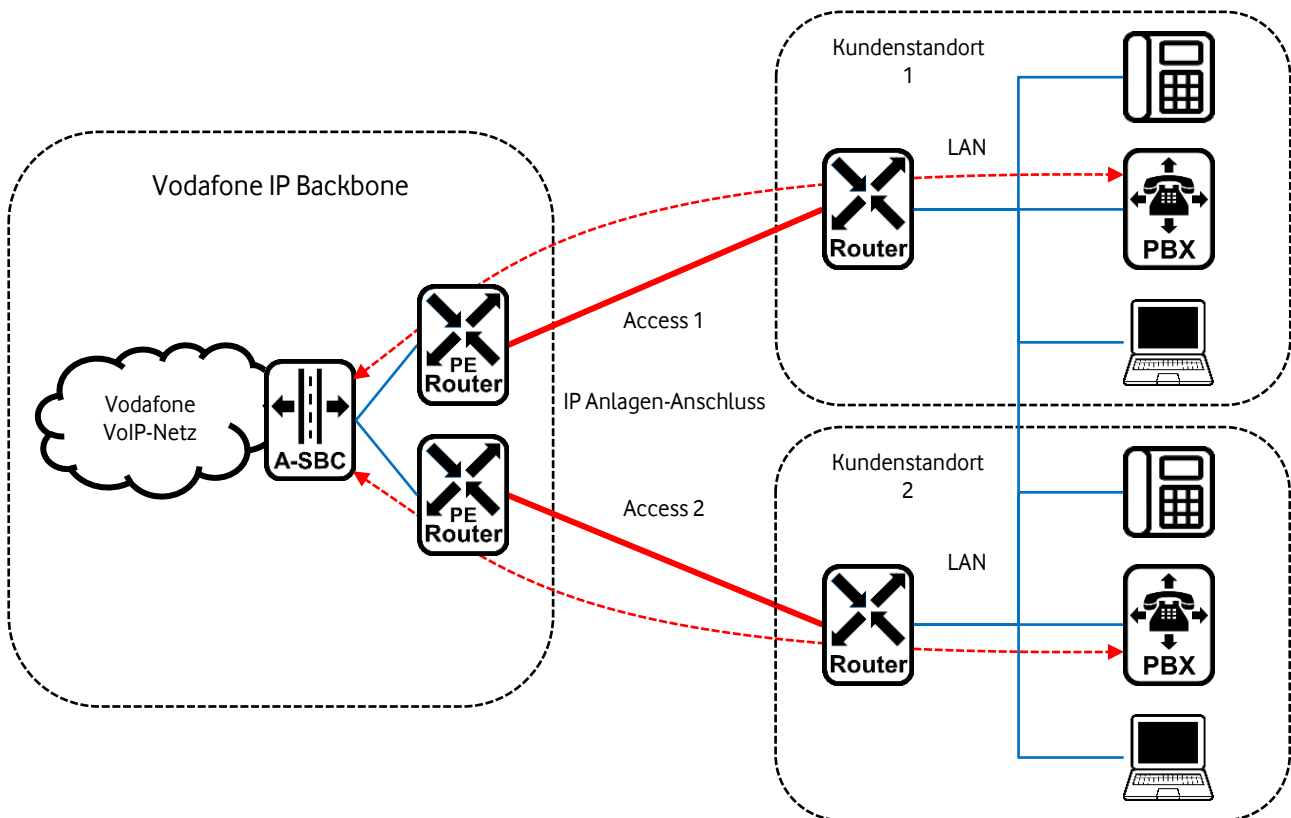 Kundenstandort
1
LAN
Router
PBX
Vodafone IP Backbone
PE
Router
Access 1
Vodafone
VoIP-Netz
A-SBC
IP Anlagen-Anschluss
PE
Router
Access 2
Kundenstandort
2
LAN
Router
PBX